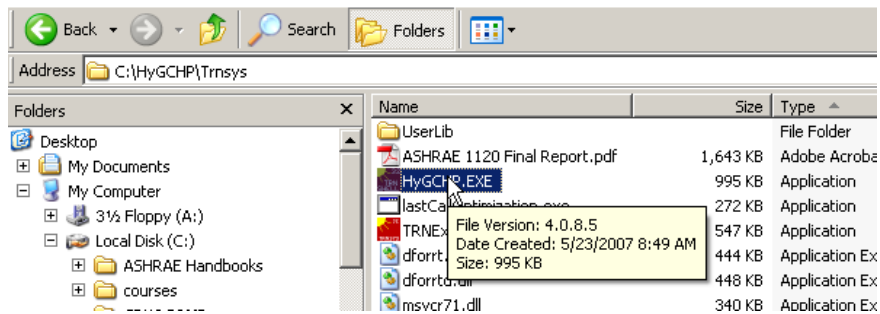 Back Search Folders
Address C:\HyGCHP\Trnsys
Folders x
Desktop
My Documents
My Computer
3½ Floppy (A:)
Local Disk (C:)
ASHRAE Handbooks
courses
Name Size Type
UserLib File Folder
ASHRAE 1120 Final Report.pdf 1,643 KB Adobe Acroba
HyGCHP.EXE 995 KB Application
272 KB Application
547 KB Application
444 KB Application Ex
448 KB Application Ex
msvcr71.dll 340 KB Application Ex
File Version: 4.0.8.5
Date Created: 5/23/2007 8:49 AM
Size: 995 KB